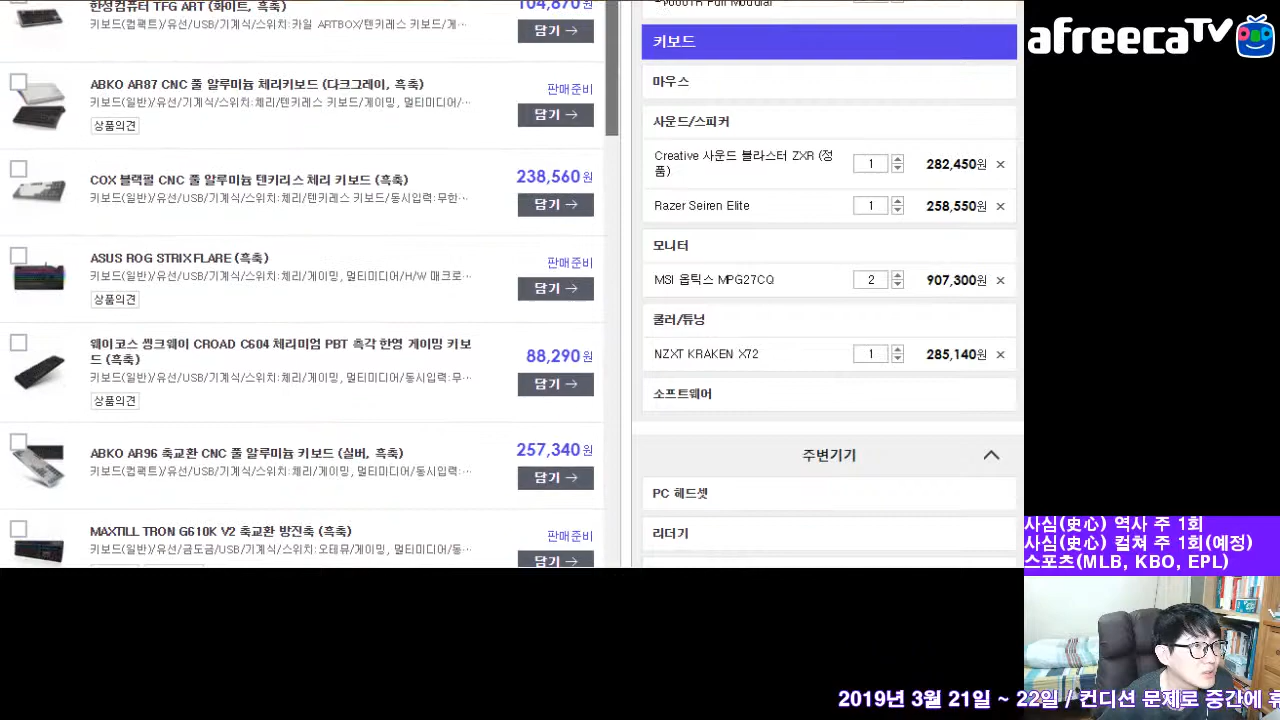 한성컴퓨터 TFG ART (화이트, 흑축)
키보드(컴팩트)/유선/USB/기계식/스위치:카일 ARTBOX/텐키레스 키보드/게···
104,870원
담기 →
ABKO AR87 CNC 풀 알루미늄 체리키보드 (다크그레이, 흑축)
키보드(일반)/유선/기계식/스위치:체리/텐키레스 키보드/게이밍, 멀티미디어/···
상품의견
판매준비
담기 →
COX 블랙펄 CNC 풀 알루미늄 텐키리스 체리 키보드 (흑축)
키보드(일반)/유선/USB/기계식/스위치:체리/텐키레스 키보드/동시입력:무한···
238,560원
담기 →
ASUS ROG STRIX FLARE (흑축)
키보드(일반)/유선/USB/기계식/스위치:체리/게이밍, 멀티미디어/H/W 매크로···
상품의견
판매준비
담기 →
웨이코스 씽크웨이 CROAD C604 체리미엄 PBT 측각 한영 게이밍 키보
드 (흑축)
키보드(일반)/유선/USB/기계식/스위치:체리/게이밍, 멀티미디어/동시입력:무···
상품의견
88,290원
담기 →
ABKO AR96 축교환 CNC 풀 알루미늄 키보드 (실버, 흑축)
키보드(컴팩트)/유선/USB/기계식/스위치:체리/게이밍, 멀티미디어/동시입력:···
257,340원
담기 →
MAXTILL TRON G610K V2 축교환 방진축 (흑축)
키보드(일반)/유선/금도금/USB/기계식/스위치:오테뮤/게이밍, 멀티미디어/동···
판매준비
담기 →
키보드
마우스
사운드/스피커
Creative 사운드 블라스터 ZXR (정
품)
1
282,450원 ×
Razer Seiren Elite
1
258,550원 ×
모니터
MSI 옵틱스 MPG27CQ
2
907,300원 ×
쿨러/튜닝
NZXT KRAKEN X72
1
285,140원 ×
소프트웨어
주변기기
PC 헤드셋
리더기
afreecaTV
사심(史心) 역사 주 1회
사심(史心) 컬쳐 주 1회(예정)
스포츠(MLB, KBO, EPL)
2019년 3월 21일 ~ 22일 / 컨디션 문제로 중간에